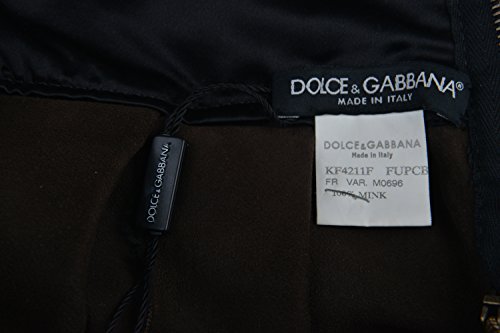 DOLCE & GABBANA®
MADE IN ITALY
DOLCE & GABBANA
Made in Italy
KF4211F FUPCB
FR. VAR. M0696
100% MINK
DOLCE & GABBANA